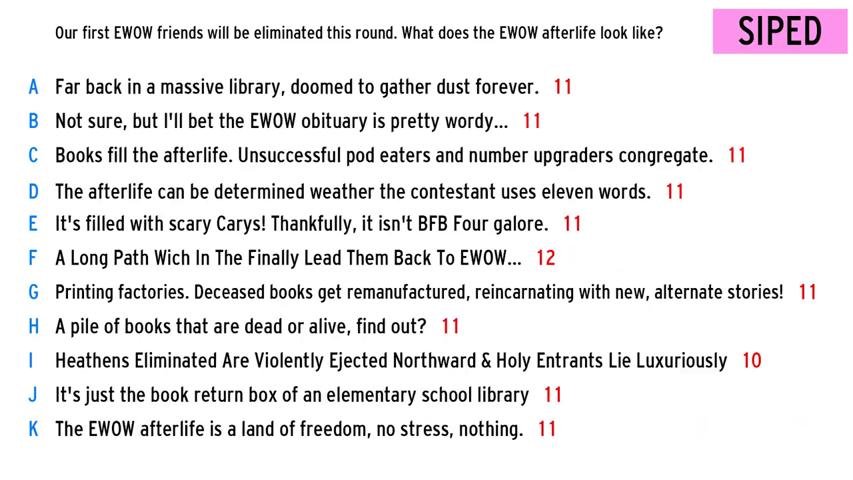 Our first EWOW friends will be eliminated this round. What does the EWOW afterlife look like?
SIPED
A Far back in a massive library, doomed to gather dust forever. 11
B Not sure, but I'll bet the EWOW obituary is pretty wordy... 11
C Books fill the afterlife. Unsuccessful pod eaters and number upgraders congregate. 11
D The afterlife can be determined weather the contestant uses eleven words. 11
E It's filled with scary Carys! Thankfully, it isn't BFB Four galore. 11
F A Long Path Wich In The Finally Lead Them Back To EWOW... 12
G Printing factories. Deceased books get remanufactured, reincarnating with new, alternate stories! 11
H A pile of books that are dead or alive, find out? 11
I Heathens Eliminated Are Violently Ejected Northward & Holy Entrants Lie Luxuriously 10
J It's just the book return box of an elementary school library 11
K The EWOW afterlife is a land of freedom, no stress, nothing. 11